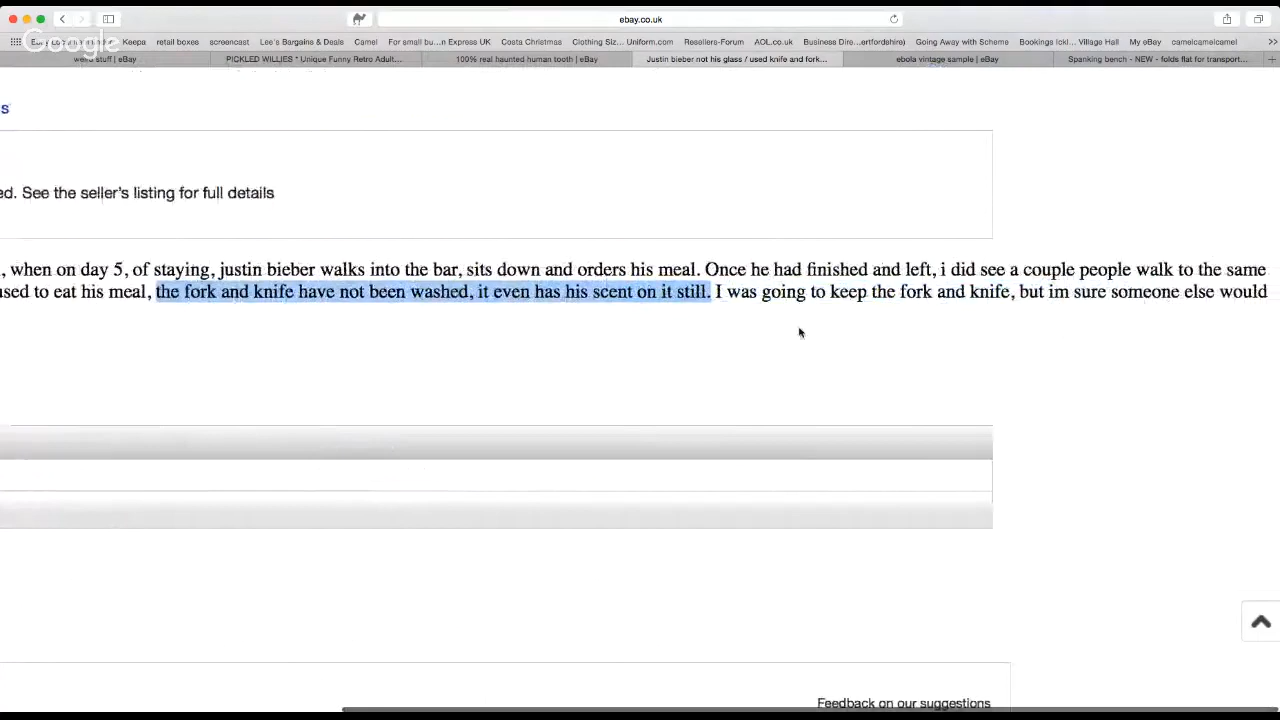 ebay.co.uk
Google
Keepa retail boxes screencast Lee's Bargains & Deals Camel For small bu...n Express UK Costa Christmas Clothing Siz... Uniform.com Resellers-Forum AOL.co.uk Business Dire...ertfordshire) Going Away with Scheme Bookings Ickl... Village Hall My eBay camelcamelcamel
weird stuff | eBay PICKLED WILLIES * Unique Funny Retro Adult... 100% real haunted human tooth | eBay Justin bieber not his glass / used knife and fork... ebola vintage sample | eBay Spanking bench - NEW - folds flat for transport...
s
ed. See the seller's listing for full details
, when on day 5, of staying, justin bieber walks into the bar, sits down and orders his meal. Once he had finished and left, i did see a couple people walk to the same
used to eat his meal, the fork and knife have not been washed, it even has his scent on it still. I was going to keep the fork and knife, but im sure someone else would
Feedback on our suggestions